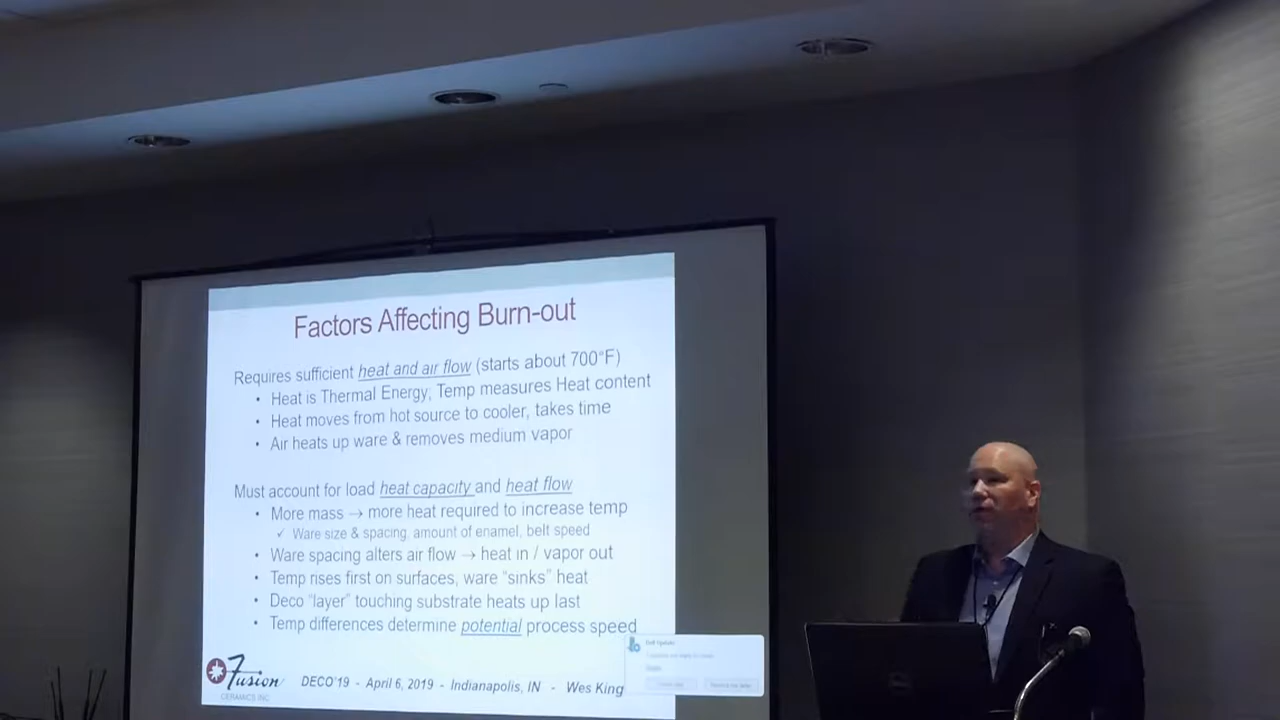 Factors Affecting Burn-out
Requires sufficient heat and air flow (starts about 700°F)
• Heat is Thermal Energy; Temp measures Heat content
• Heat moves from hot source to cooler, takes time
• Air heats up ware & removes medium vapor
Must account for load heat capacity and heat flow
• More mass → more heat required to increase temp
✓ Ware size & spacing, amount of enamel, belt speed
• Ware spacing alters air flow → heat in / vapor out
• Temp rises first on surfaces, ware “sinks” heat
• Deco “layer” touching substrate heats up last
• Temp differences determine potential process speed
Fusion
CERAMICS INC
DECO'19 - April 6, 2019 - Indianapolis, IN - Wes King
Dell Update